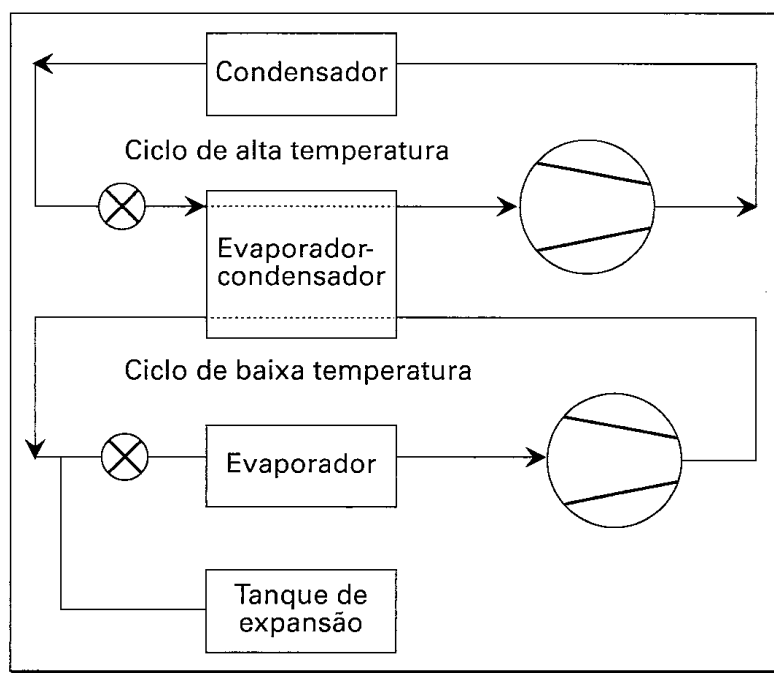 Condensador
Ciclo de alta temperatura
Evaporador-
condensador
Ciclo de baixa temperatura
Evaporador
Tanque de
expansão